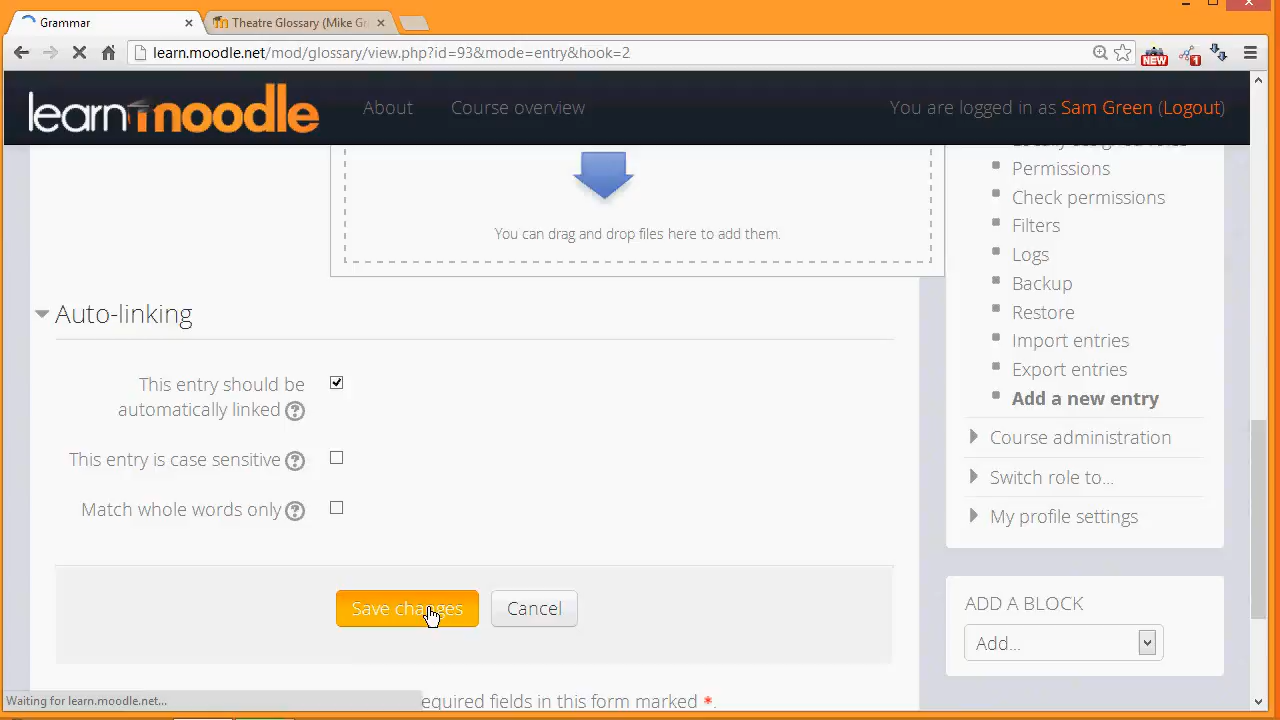 Grammar
Theatre Glossary (Mike Gr
learn.moodle.net/mod/glossary/view.php?id=93&mode=entry&hook=2
NEW
1
learn moodle
About
Course overview
You are logged in as Sam Green (Logout)
Permissions
Check permissions
Filters
Logs
Backup
Restore
Import entries
Export entries
Add a new entry
Course administration
Switch role to...
My profile settings
ADD A BLOCK
Add...
You can drag and drop files here to add them.
Auto-linking
This entry should be
automatically linked
This entry is case sensitive
Match whole words only
Save changes
Cancel
equired fields in this form marked *.
Waiting for learn.moodle.net...